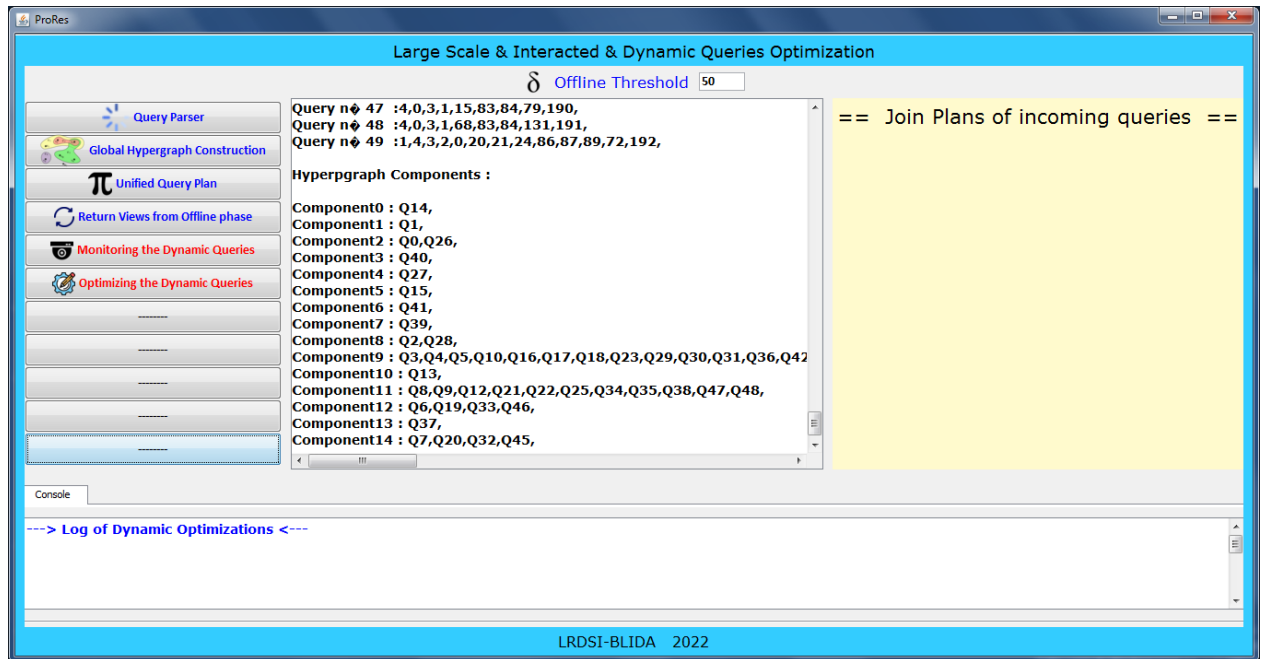 ProRes
Large Scale & Interacted & Dynamic Queries Optimization
δ Offline Threshold 50
Query Parser
Global Hypergraph Construction
π Unified Query Plan
Return Views from Offline phase
Monitoring the Dynamic Queries
Optimizing the Dynamic Queries
--------
--------
--------
--------
--------
Query n� 47 :4,0,3,1,15,83,84,79,190,
Query n� 48 :4,0,3,1,68,83,84,131,191,
Query n� 49 :1,4,3,2,0,20,21,24,86,87,89,72,192,
Hyperpgraph Components :
Component0 : Q14,
Component1 : Q1,
Component2 : Q0,Q26,
Component3 : Q40,
Component4 : Q27,
Component5 : Q15,
Component6 : Q41,
Component7 : Q39,
Component8 : Q2,Q28,
Component9 : Q3,Q4,Q5,Q10,Q16,Q17,Q18,Q23,Q29,Q30,Q31,Q36,Q42
Component10 : Q13,
Component11 : Q8,Q9,Q12,Q21,Q22,Q25,Q34,Q35,Q38,Q47,Q48,
Component12 : Q6,Q19,Q33,Q46,
Component13 : Q37,
Component14 : Q7,Q20,Q32,Q45,
== Join Plans of incoming queries ==
Console
---> Log of Dynamic Optimizations <---
LRDSI-BLIDA 2022